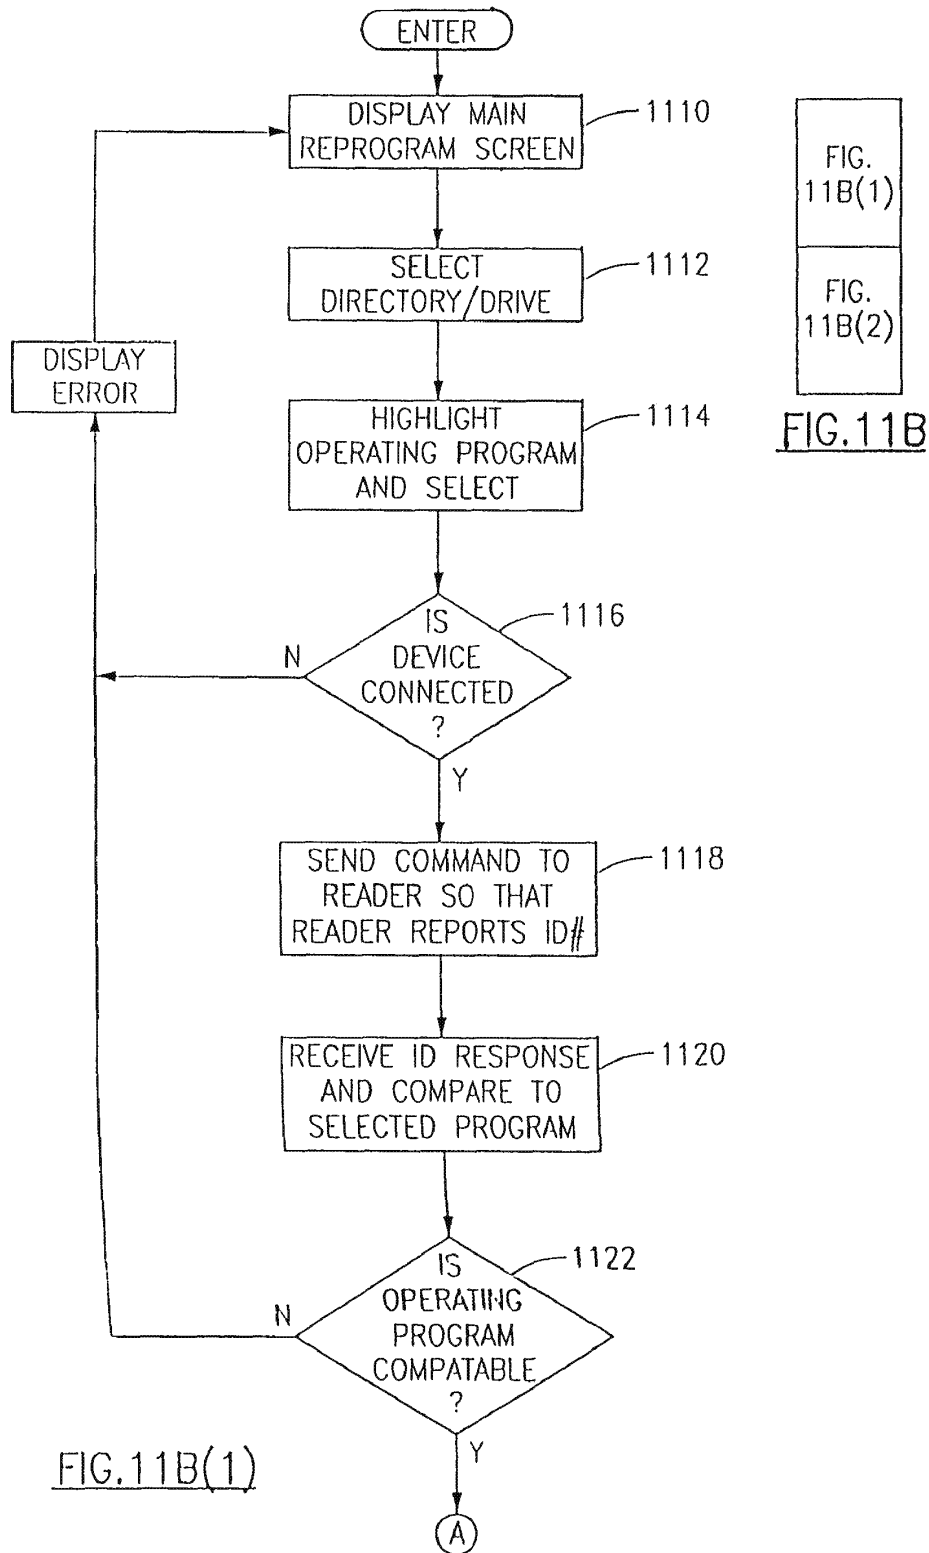 ENTER
DISPLAY MAIN
REPROGRAM SCREEN
1110
SELECT
DIRECTORY/DRIVE
1112
DISPLAY
ERROR
HIGHLIGHT
OPERATING PROGRAM
AND SELECT
1114
IS
DEVICE
CONNECTED
?
1116
N
Y
SEND COMMAND TO
READER SO THAT
READER REPORTS ID#
1118
RECEIVE ID RESPONSE
AND COMPARE TO
SELECTED PROGRAM
1120
IS
OPERATING
PROGRAM
COMPATABLE
?
1122
N
Y
A
FIG.11B(1)
FIG.
11B(1)
FIG.
11B(2)
FIG.11B